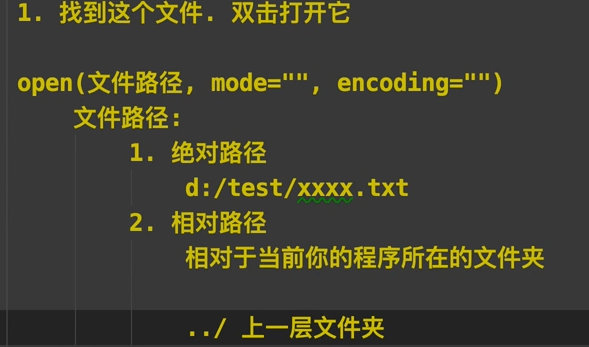 1. 找到这个文件. 双击打开它
open(文件路径, mode="", encoding="")
文件路径:
1. 绝对路径
d:/test/xxxx.txt
2. 相对路径
相对于当前你的程序所在的文件夹
../ 上一层文件夹